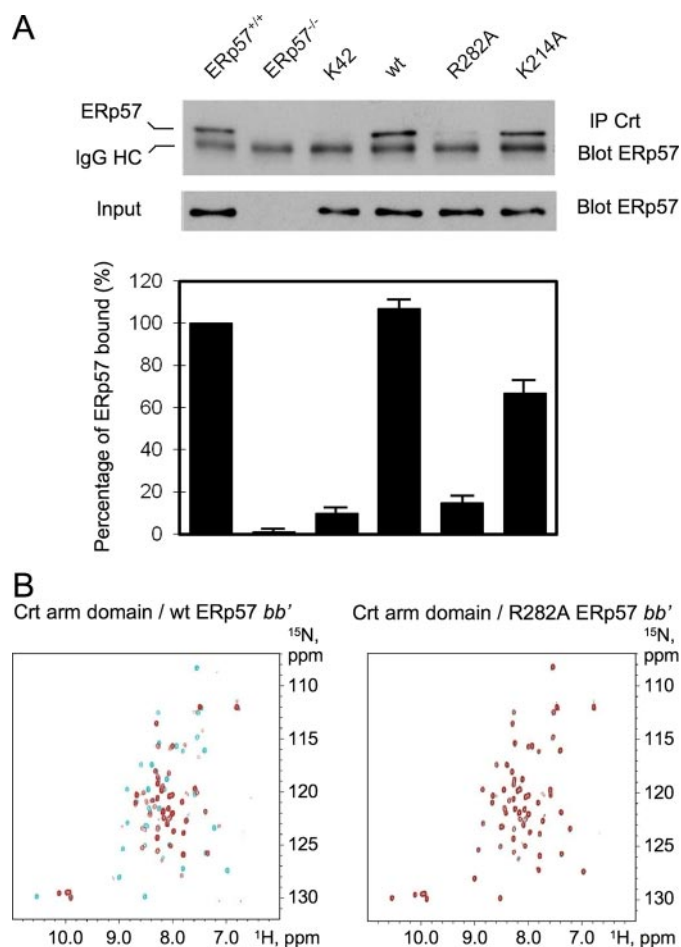 A
ERp57+/+ ERp57-/- K42 wt R282A K214A
ERp57
IP Crt
IgG HC
Blot ERp57
Input
Blot ERp57
Percentage of ERp57 bound (%)
120
100
80
60
40
20
0
B
Crt arm domain / wt ERp57 bb'
15N, ppm
110
115
120
125
130
10.0 9.0 8.0 7.0 1H, ppm
Crt arm domain / R282A ERp57 bb'
15N, ppm
110
115
120
125
130
10.0 9.0 8.0 7.0 1H, ppm